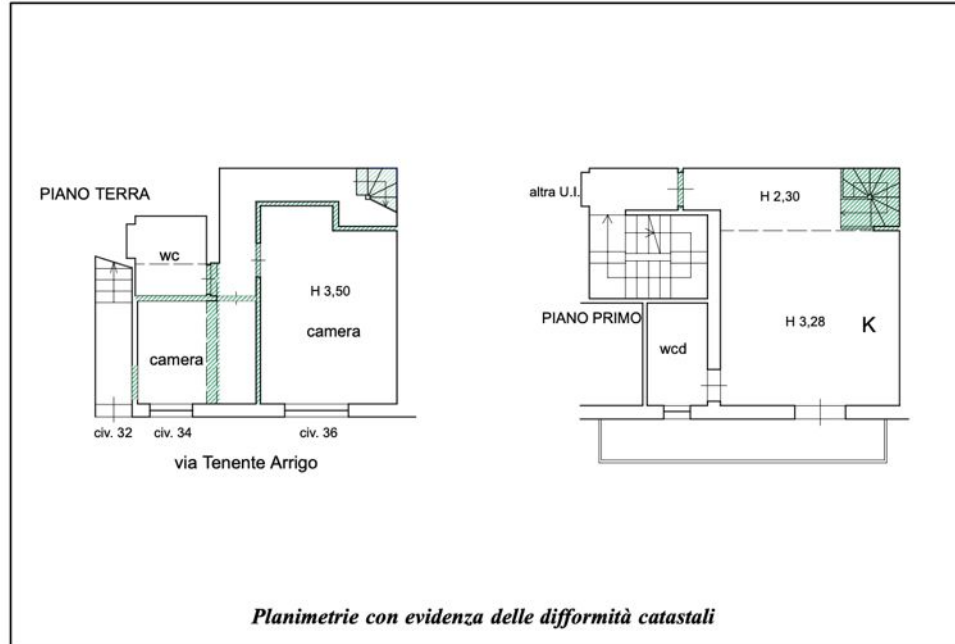 PIANO TERRA
wc
H 3,50
camera
camera
civ. 32
civ. 34
civ. 36
via Tenente Arrigo
altra U.I.
H 2,30
PIANO PRIMO
H 3,28
K
wcd
Planimetrie con evidenza delle difformità catastali